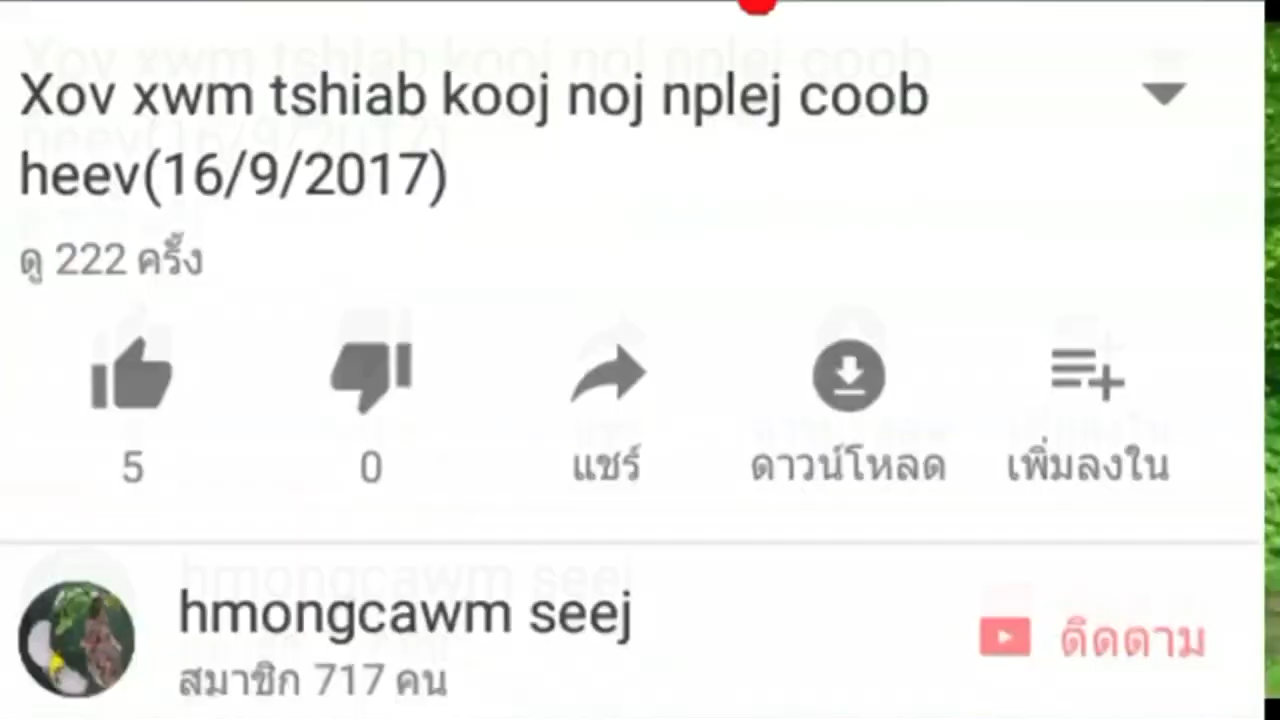 Xov xwm tshiab kooj noj nplej coob
heev(16/9/2017)
ดู 222 ครั้ง
5 0 แชร์ ดาวน์โหลด เพิ่มลงใน
hmongcawm seej
ติดตาม
สมาชิก 717 คน